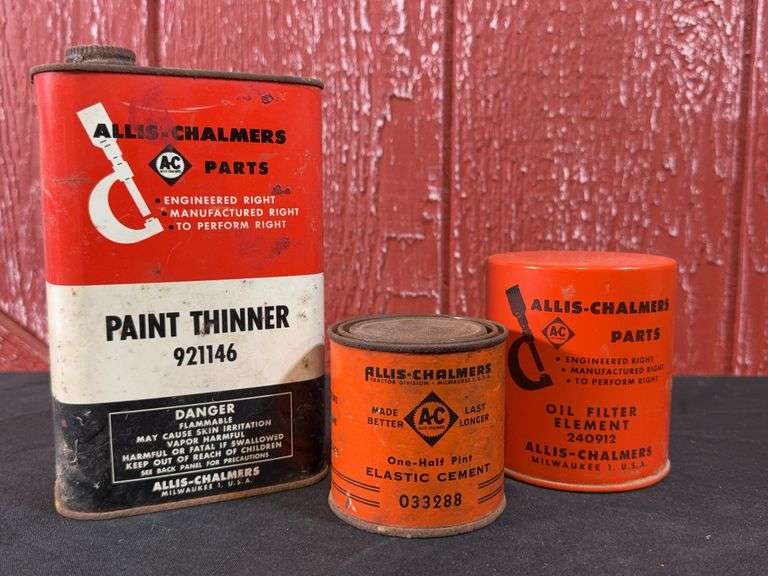 ALLIS-CHALMERS
A-C
PARTS
• ENGINEERED RIGHT
• MANUFACTURED RIGHT
• TO PERFORM RIGHT
PAINT THINNER
921146
DANGER
FLAMMABLE
MAY CAUSE SKIN IRRITATION
VAPOR HARMFUL
HARMFUL OR FATAL IF SWALLOWED
KEEP OUT OF REACH OF CHILDREN
SEE BACK PANEL FOR PRECAUTIONS
ALLIS-CHALMERS
MILWAUKEE 1, U.S.A.
ALLIS-CHALMERS
TRACTOR DIVISION - MILWAUKEE 1, U.S.A.
MADE BETTER
A-C
ALLIS-CHALMERS
LAST LONGER
One-Half Pint
ELASTIC CEMENT
033288
ALLIS-CHALMERS
A-C
PARTS
• ENGINEERED RIGHT
• MANUFACTURED RIGHT
• TO PERFORM RIGHT
OIL FILTER
ELEMENT
240912
ALLIS-CHALMERS
MILWAUKEE 1, U.S.A.